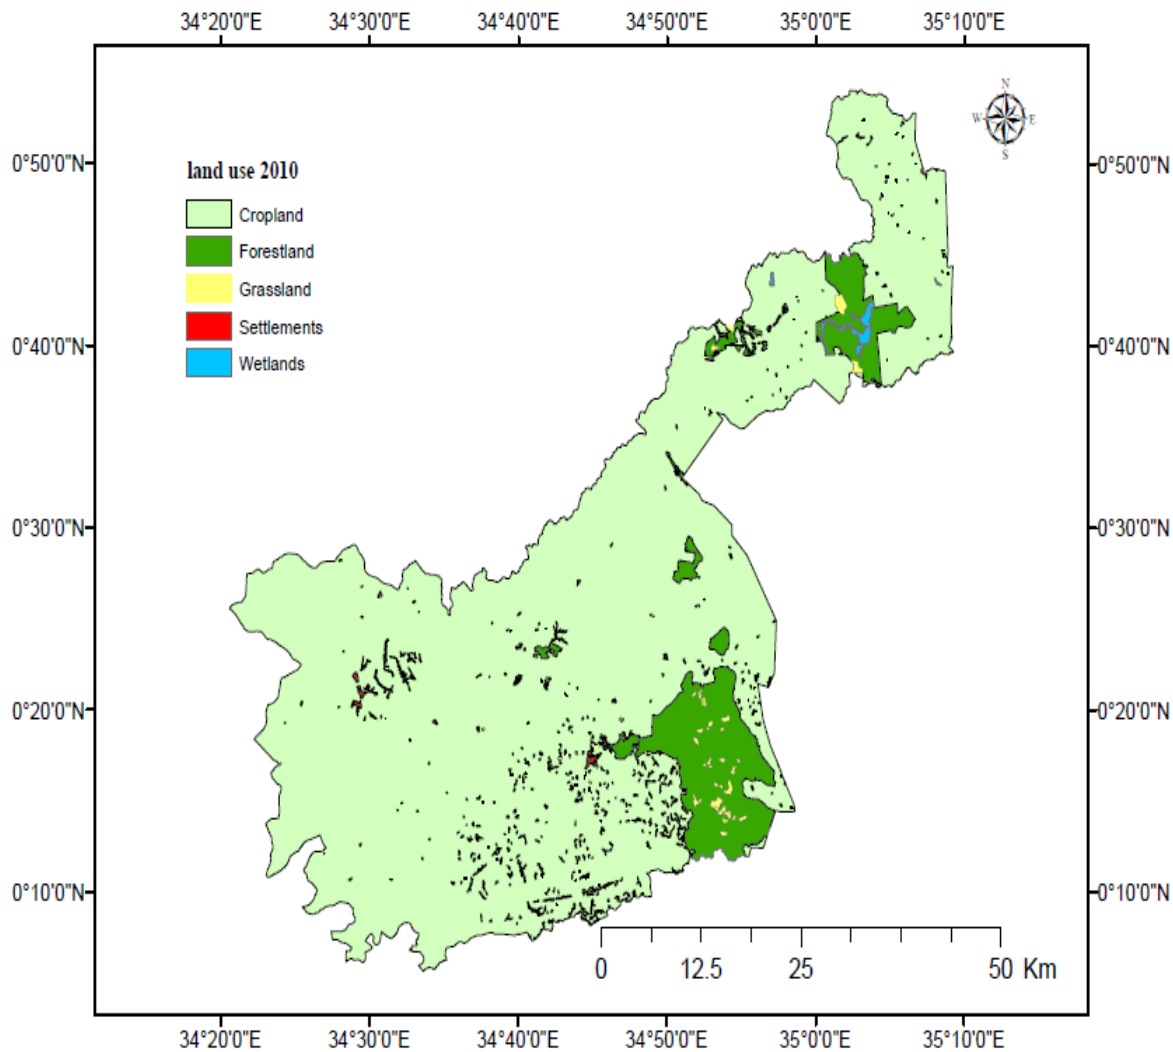 34°20'0"E 34°30'0"E 34°40'0"E 34°50'0"E 35°0'0"E 35°10'0"E
N
W E
S
0°50'0"N 0°50'0"N
land use 2010
Cropland
Forestland
Grassland
Settlements
Wetlands
0°40'0"N 0°40'0"N
0°30'0"N 0°30'0"N
0°20'0"N 0°20'0"N
0°10'0"N 0°10'0"N
0 12.5 25 50 Km
34°20'0"E 34°30'0"E 34°40'0"E 34°50'0"E 35°0'0"E 35°10'0"E